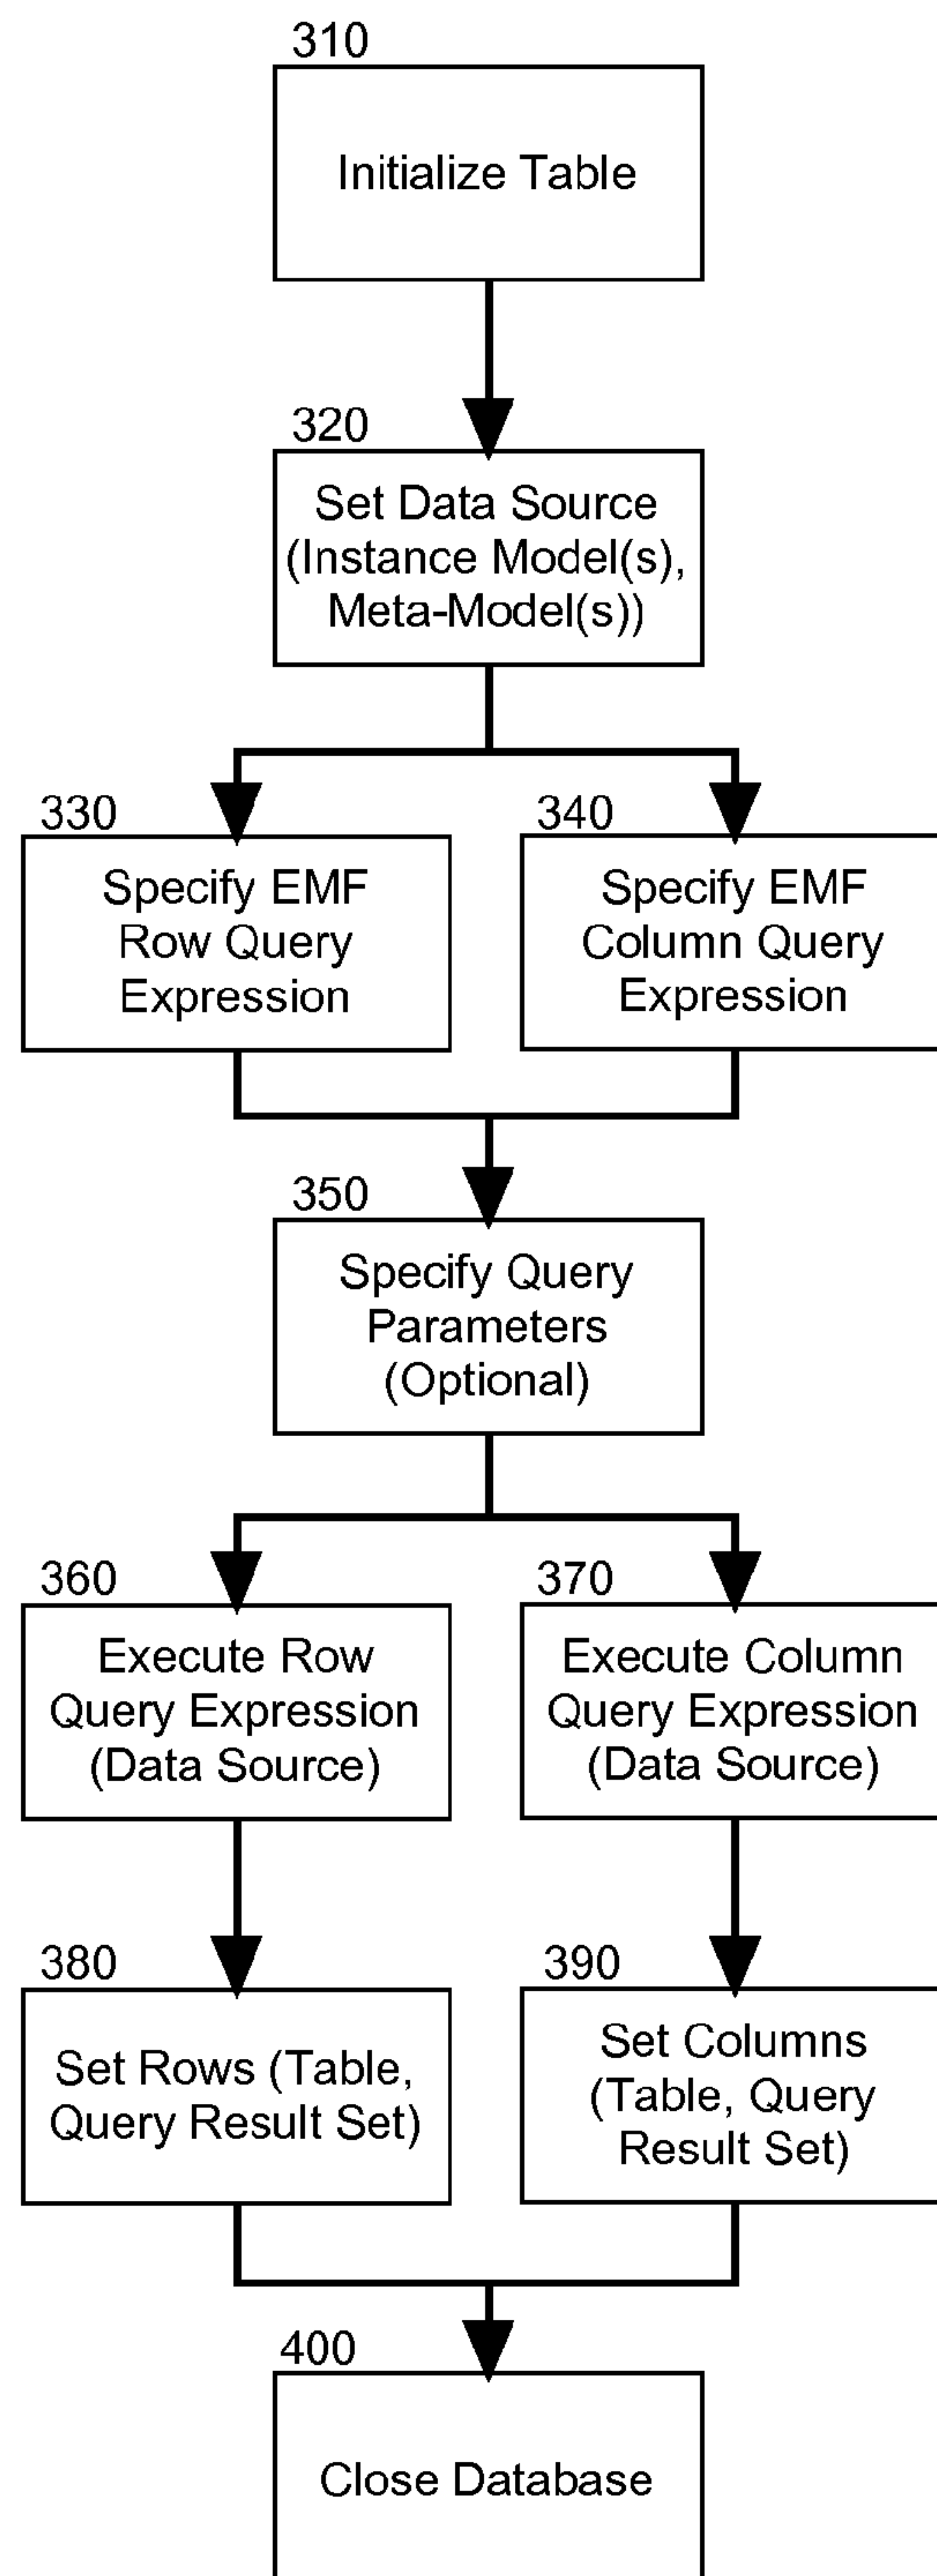 310
Initialize Table
320
Set Data Source
(Instance Model(s),
Meta-Model(s))
330
Specify EMF
Row Query
Expression
340
Specify EMF
Column Query
Expression
350
Specify Query
Parameters
(Optional)
360
Execute Row
Query Expression
(Data Source)
370
Execute Column
Query Expression
(Data Source)
380
Set Rows (Table,
Query Result Set)
390
Set Columns
(Table, Query
Result Set)
400
Close Database